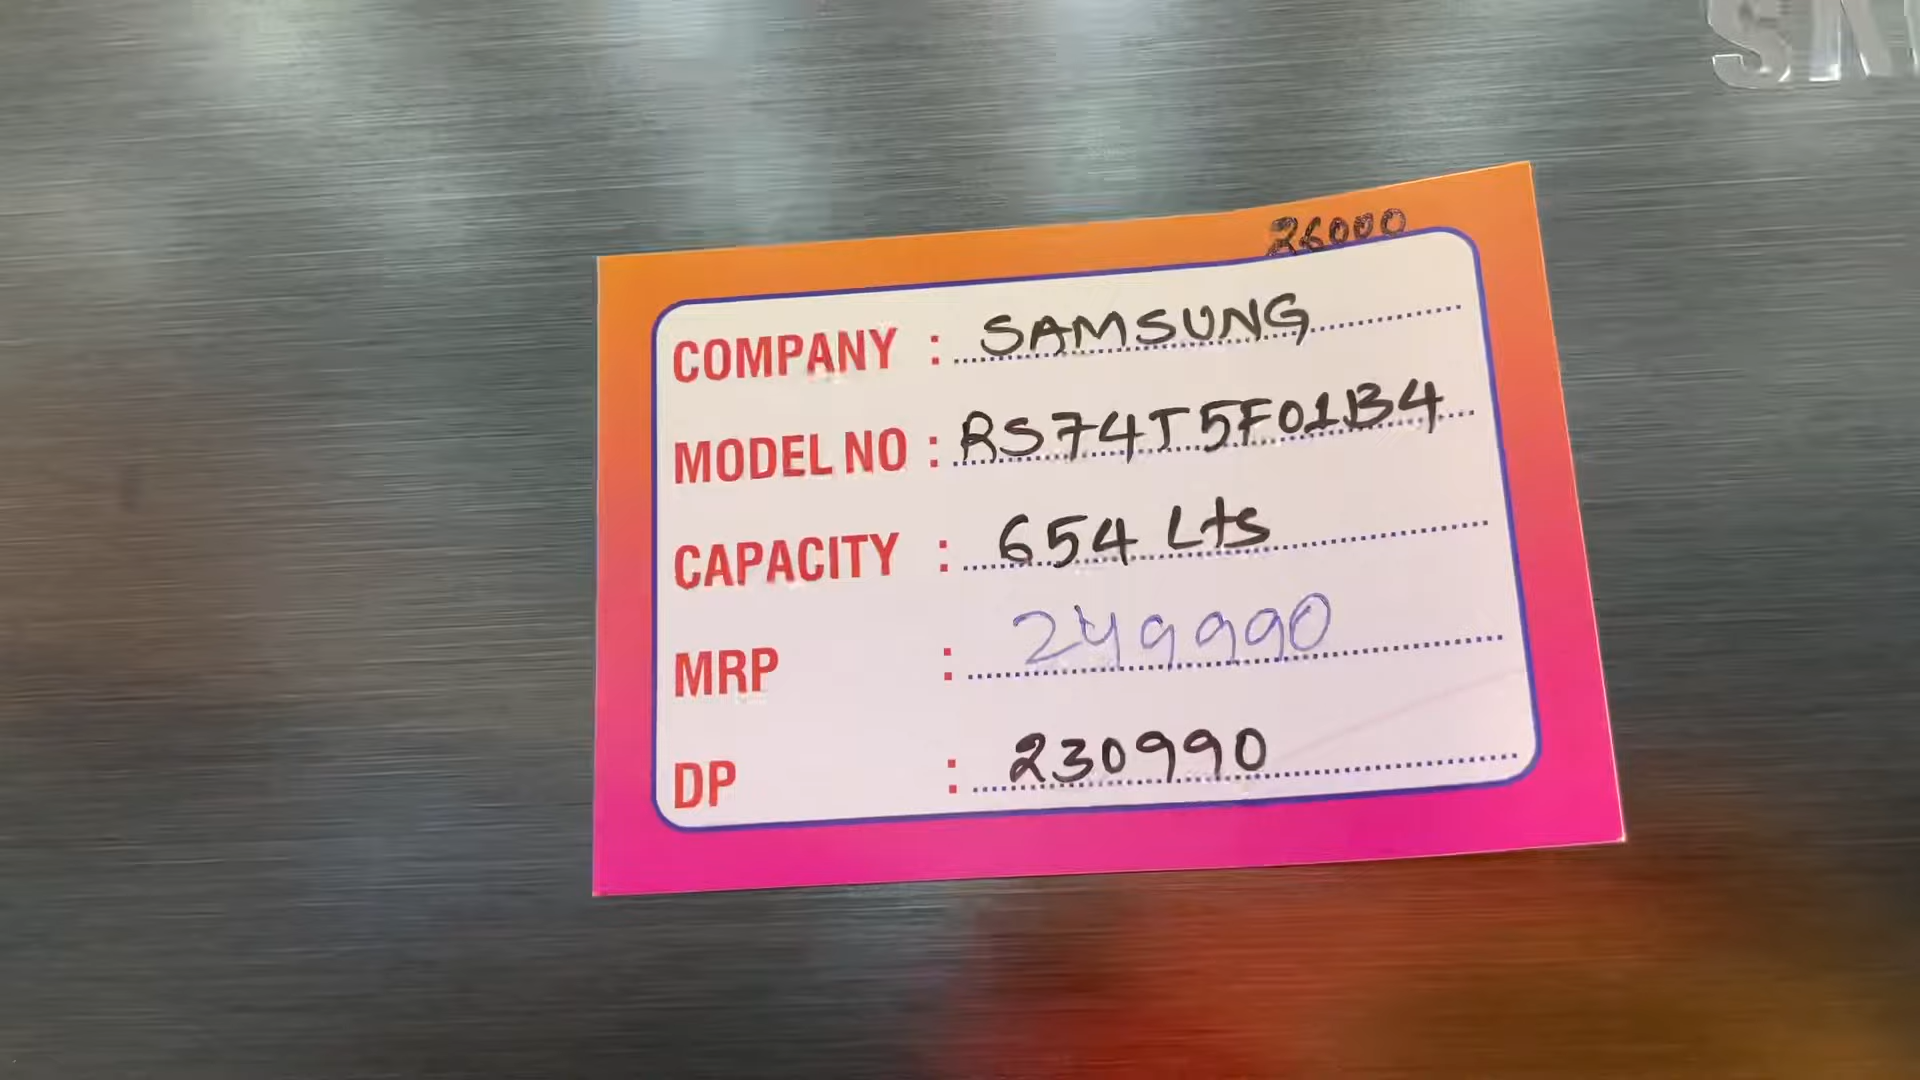 26000
COMPANY : SAMSUNG
MODEL NO : RS74T5F01B4
CAPACITY : 654 Lts
MRP : 249990
DP : 230990